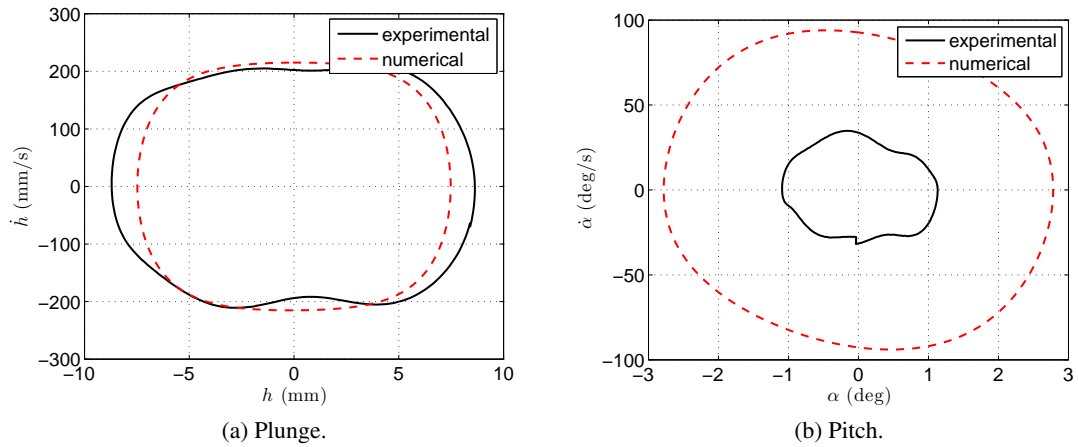 300
200
100
0
−100
−200
−300
−10
−5
0
5
10
ḣ (mm/s)
h (mm)
experimental
numerical
(a) Plunge.
100
50
0
−50
−100
−3
−2
−1
0
1
2
3
α̇ (deg/s)
α (deg)
experimental
numerical
(b) Pitch.